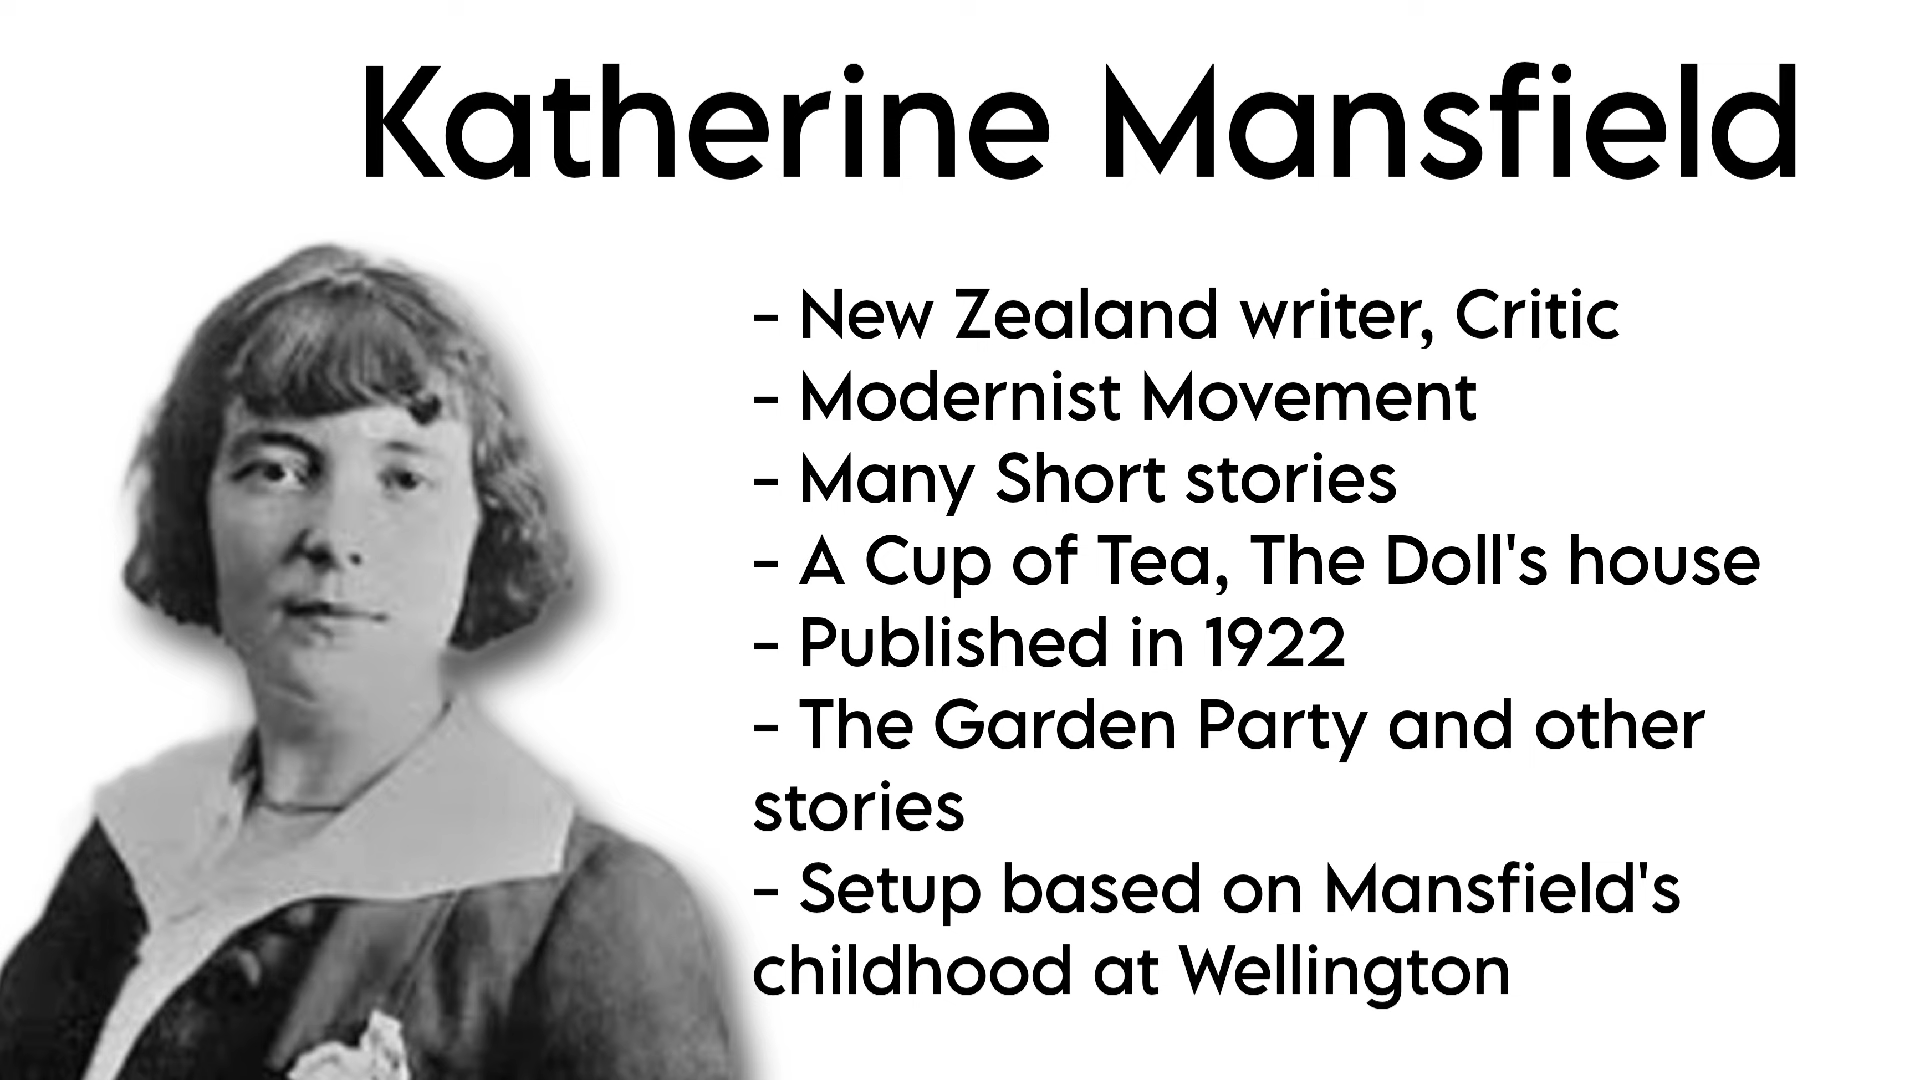 Katherine Mansfield
- New Zealand writer, Critic
- Modernist Movement
- Many Short stories
- A Cup of Tea, The Doll's house
- Published in 1922
- The Garden Party and other
stories
- Setup based on Mansfield's
childhood at Wellington